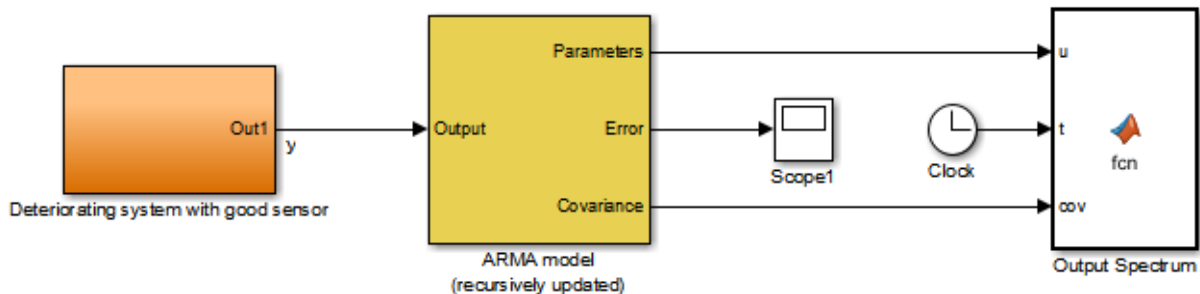 Parameters
u
Out1
Output
Error
t
y
fcn
Scope1
Clock
Covariance
cov
Deteriorating system with good sensor
ARMA model
(recursively updated)
Output Spectrum